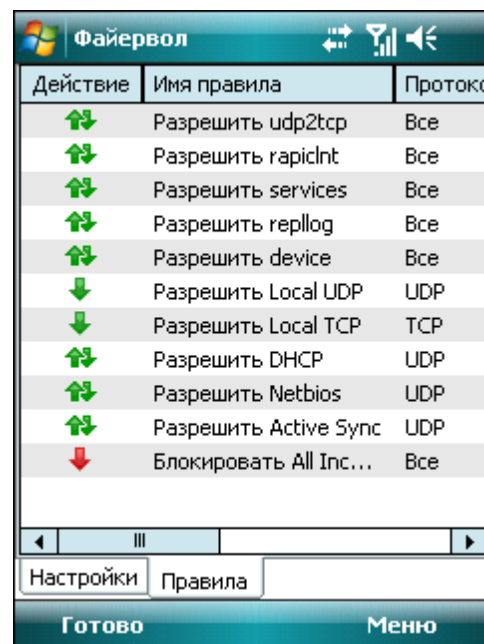 Файервол
Действие Имя правила Протоко
Разрешить udp2tcp Все
Разрешить rapiclnt Все
Разрешить services Все
Разрешить repllog Все
Разрешить device Все
Разрешить Local UDP UDP
Разрешить Local TCP TCP
Разрешить DHCP UDP
Разрешить Netbios UDP
Разрешить Active Sync UDP
Блокировать All Inc... Все
Настройки Правила
Готово Меню